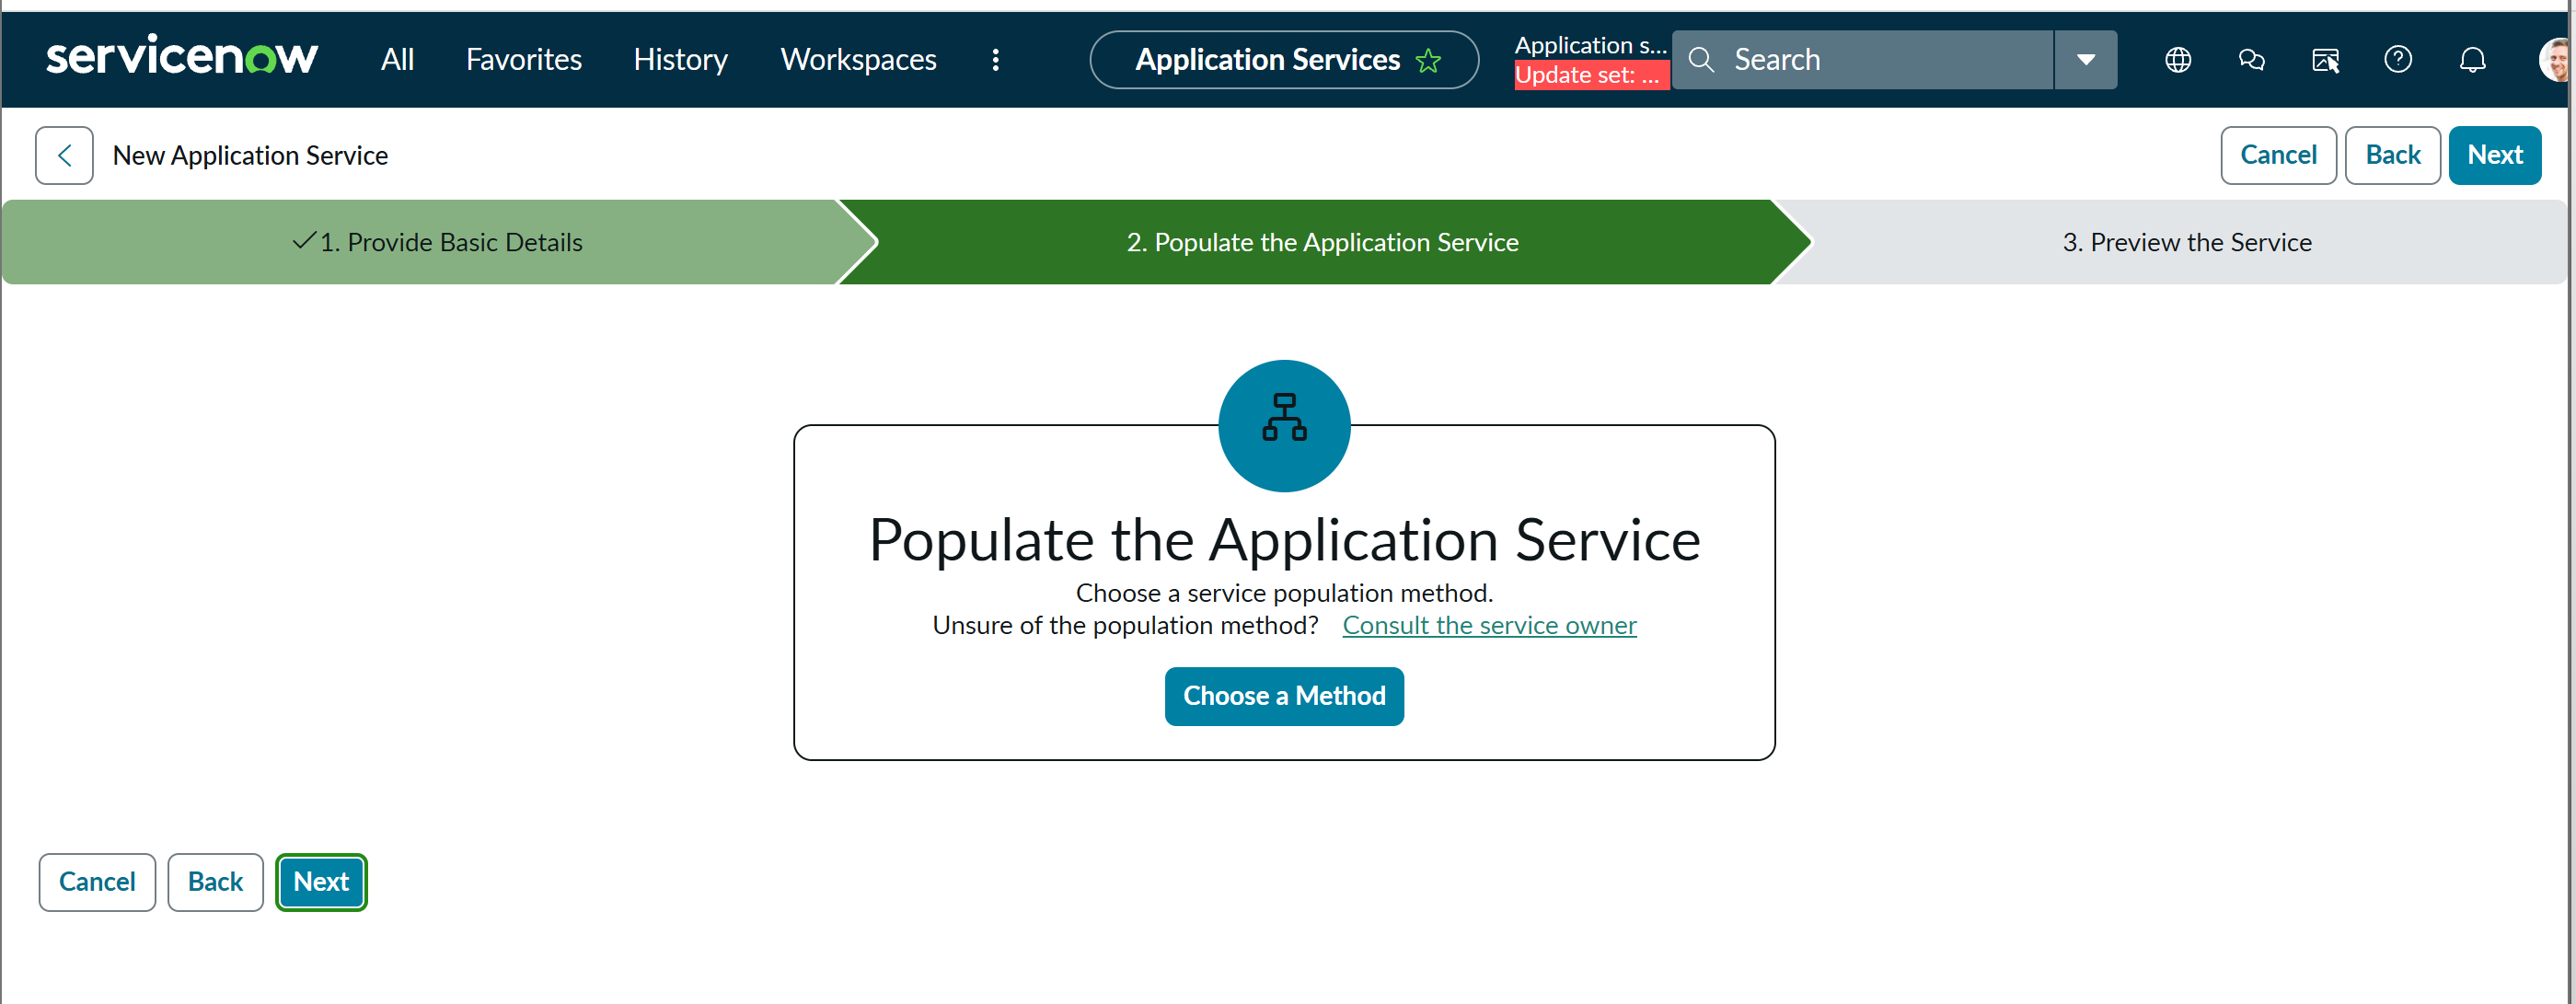 servicenow
All
Favorites
History
Workspaces
Application Services
Application s...
Update set: ...
Search
New Application Service
Cancel
Back
Next
1. Provide Basic Details
2. Populate the Application Service
3. Preview the Service
Populate the Application Service
Choose a service population method.
Unsure of the population method? Consult the service owner
Choose a Method
Cancel
Back
Next